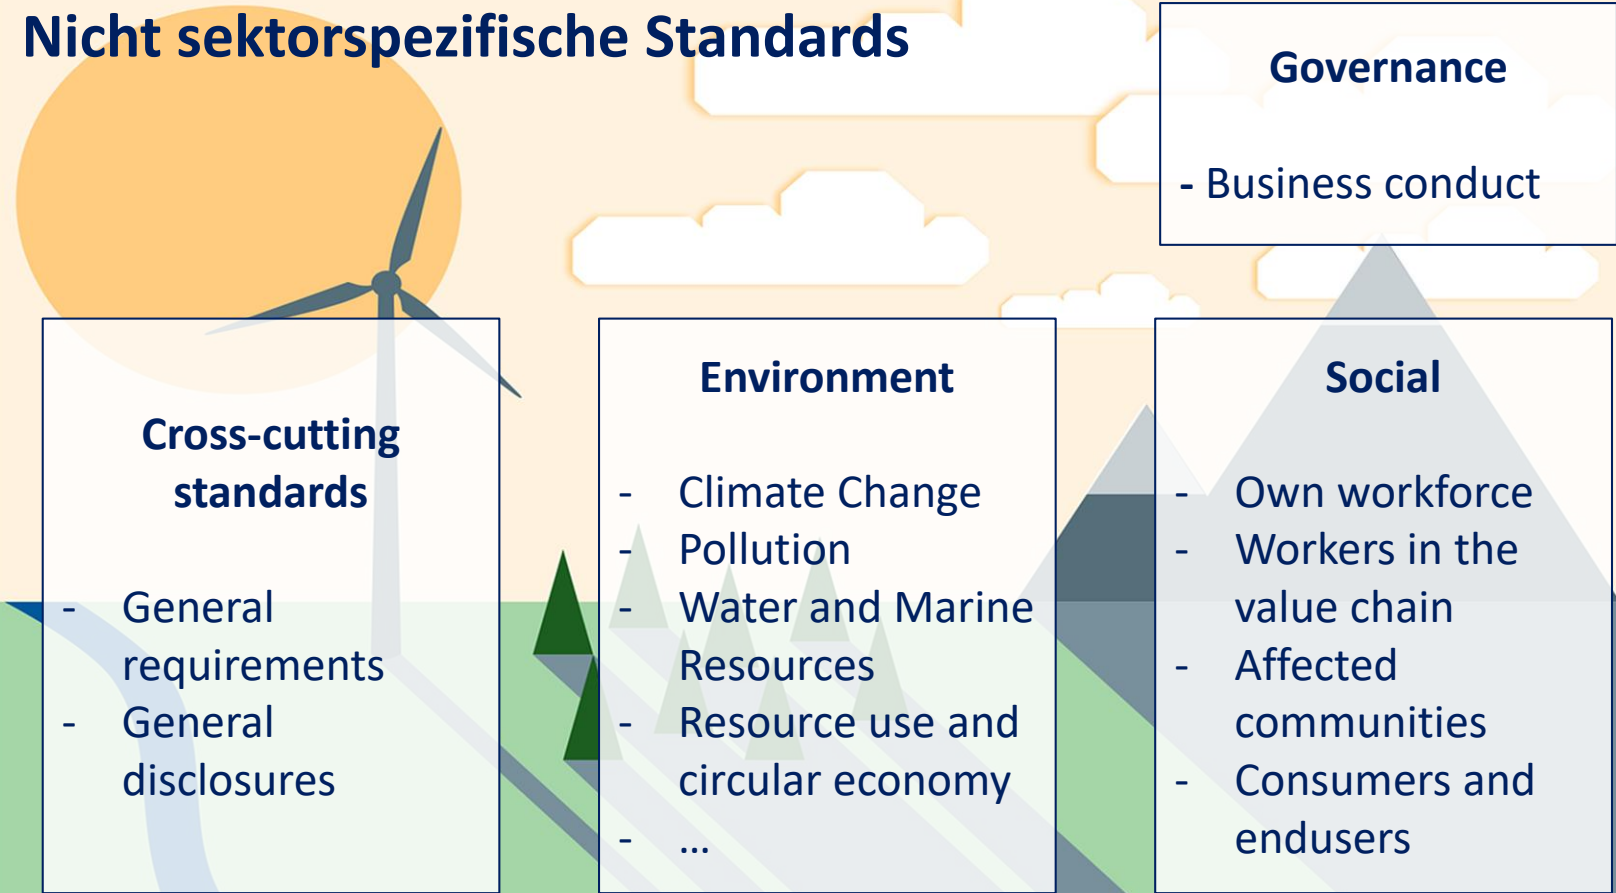 Nicht sektorspezifische Standards
Governance
- Business conduct
Cross-cutting
standards
- General
requirements
- General
disclosures
Environment
- Climate Change
- Pollution
- Water and Marine
Resources
- Resource use and
circular economy
- ...
Social
- Own workforce
- Workers in the
value chain
- Affected
communities
- Consumers and
endusers